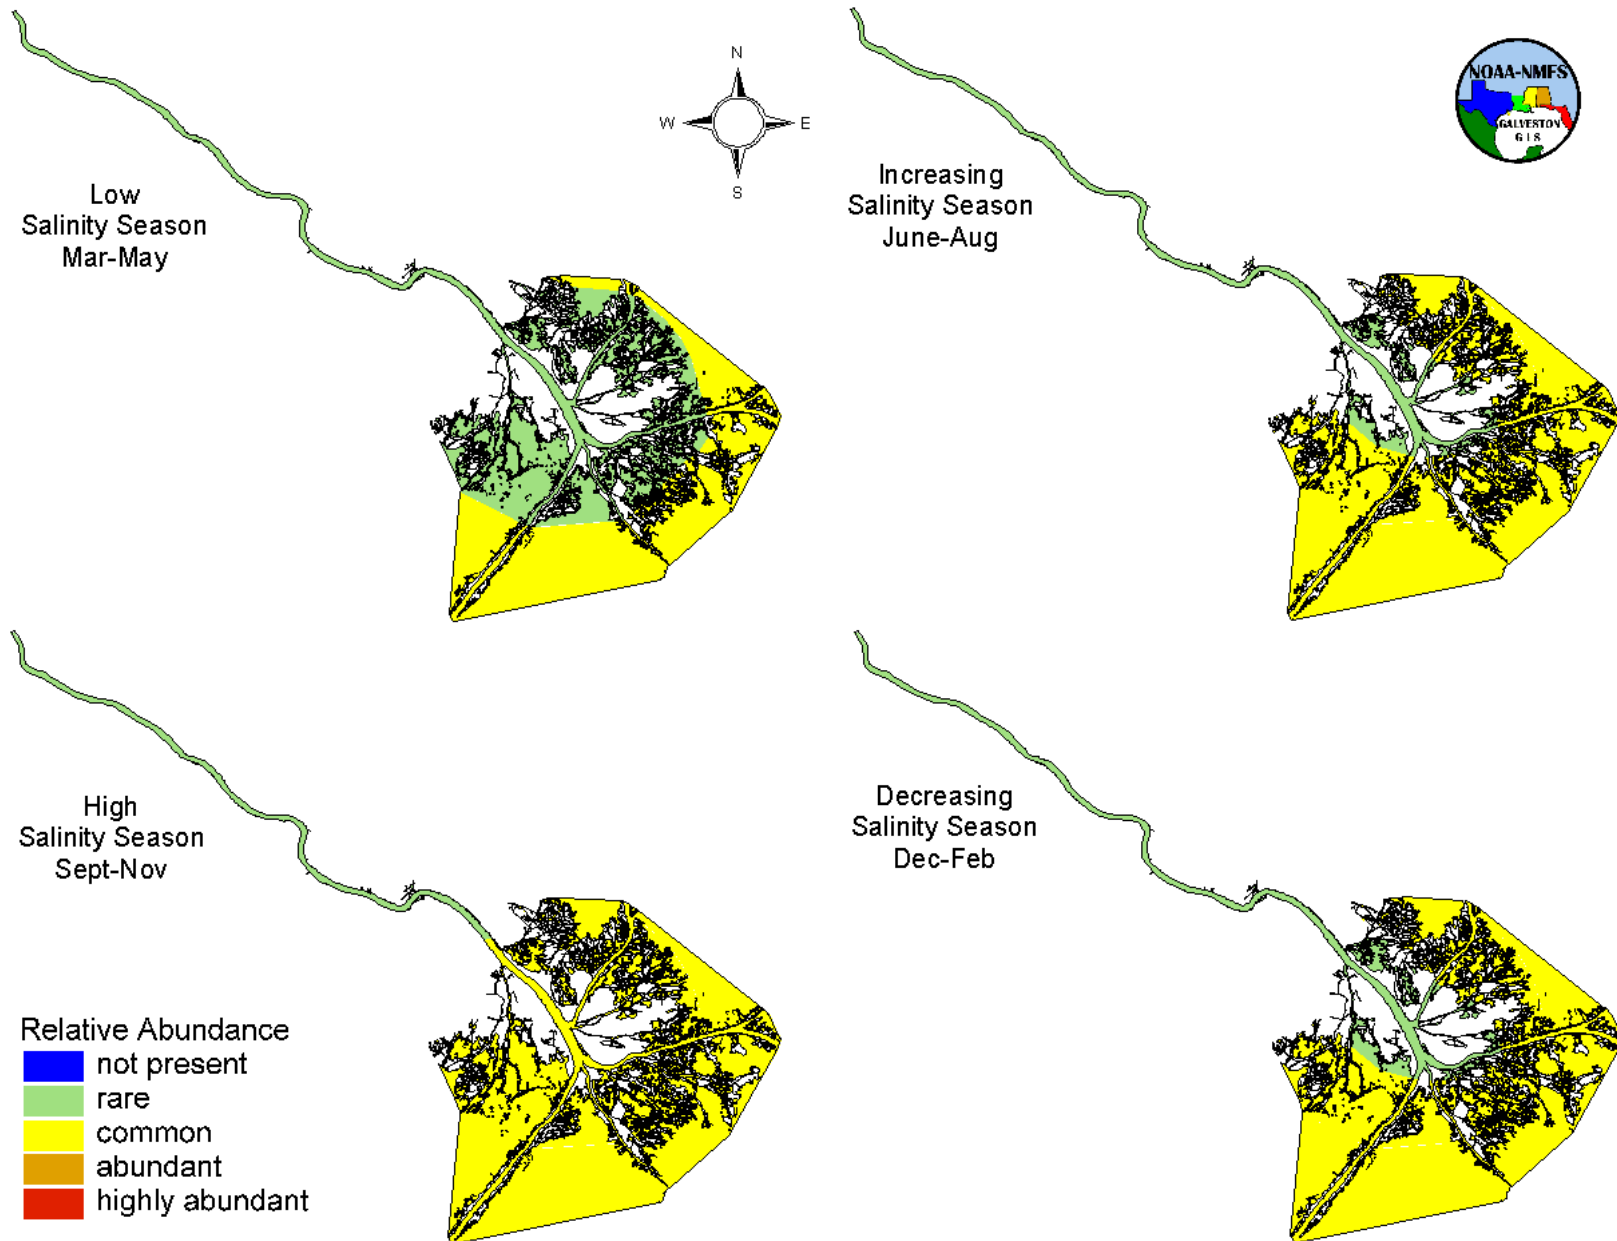 N
W E
S
NOAA-NMFS
GALVESTON
G I S
Low
Salinity Season
Mar-May
Increasing
Salinity Season
June-Aug
High
Salinity Season
Sept-Nov
Decreasing
Salinity Season
Dec-Feb
Relative Abundance
not present
rare
common
abundant
highly abundant